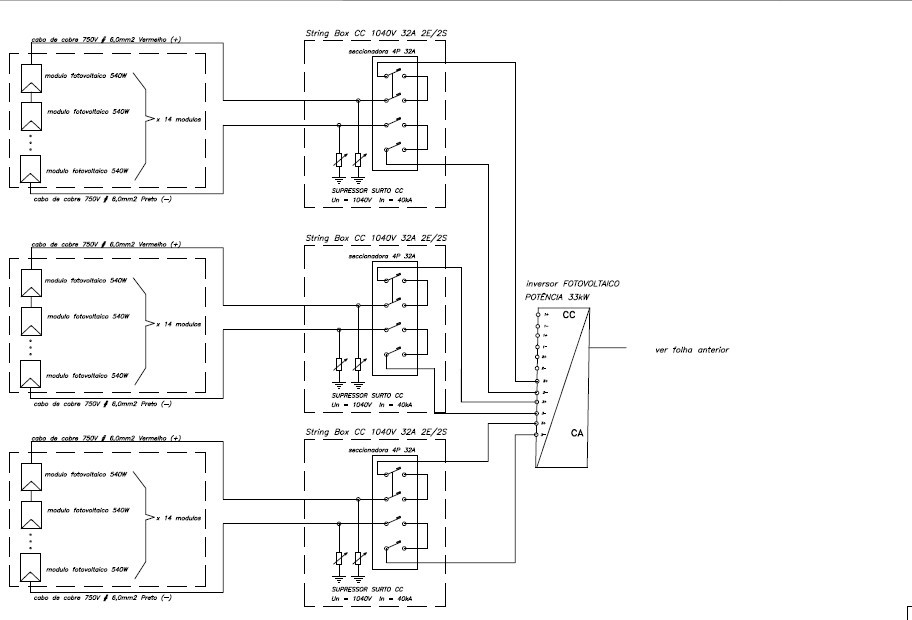 cabo de cobre 750V # 6,0mm2 Vermelho (+)
modulo fotovoltaico 540W
modulo fotovoltaico 540W
x 14 modulos
modulo fotovoltaico 540W
cabo de cobre 750V # 6,0mm2 Preto (-)
String Box CC 1040V 32A 2E/2S
seccionadora 4P 32A
SUPRESSOR SURTO CC
Un = 1040V In = 40kA
cabo de cobre 750V # 6,0mm2 Vermelho (+)
modulo fotovoltaico 540W
modulo fotovoltaico 540W
x 14 modulos
modulo fotovoltaico 540W
cabo de cobre 750V # 6,0mm2 Preto (-)
String Box CC 1040V 32A 2E/2S
seccionadora 4P 32A
SUPRESSOR SURTO CC
Un = 1040V In = 40kA
cabo de cobre 750V # 6,0mm2 Vermelho (+)
modulo fotovoltaico 540W
modulo fotovoltaico 540W
x 14 modulos
modulo fotovoltaico 540W
cabo de cobre 750V # 6,0mm2 Preto (-)
String Box CC 1040V 32A 2E/2S
seccionadora 4P 32A
SUPRESSOR SURTO CC
Un = 1040V In = 40kA
inversor FOTOVOLTAICO
POTÊNCIA 33kW
CC
CA
ver folha anterior